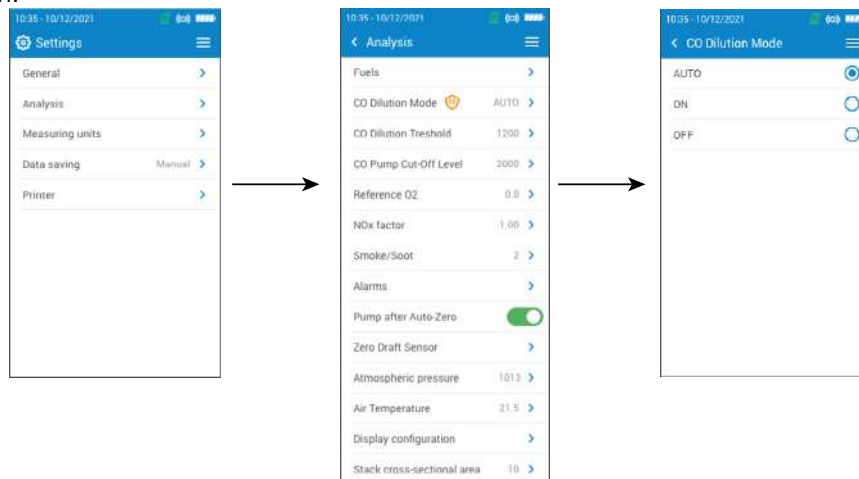 n.
10:35 - 10/12/2021
Settings
General
Analysis
Measuring units
Data saving Manual
Printer
10:35 - 10/12/2021
Analysis
Fuels
CO Dilution Mode AUTO
CO Dilution Treshold 1200
CO Pump Cut-Off Level 2000
Reference O2 0.0
NOx factor 1.00
Smoke/Soot 2
Alarms
Pump after Auto-Zero
Zero Draft Sensor
Atmospheric pressure 1013
Air Temperature 21.5
Display configuration
Stack cross-sectional area 10
10:35 - 10/12/2021
CO Dilution Mode
AUTO
ON
OFF